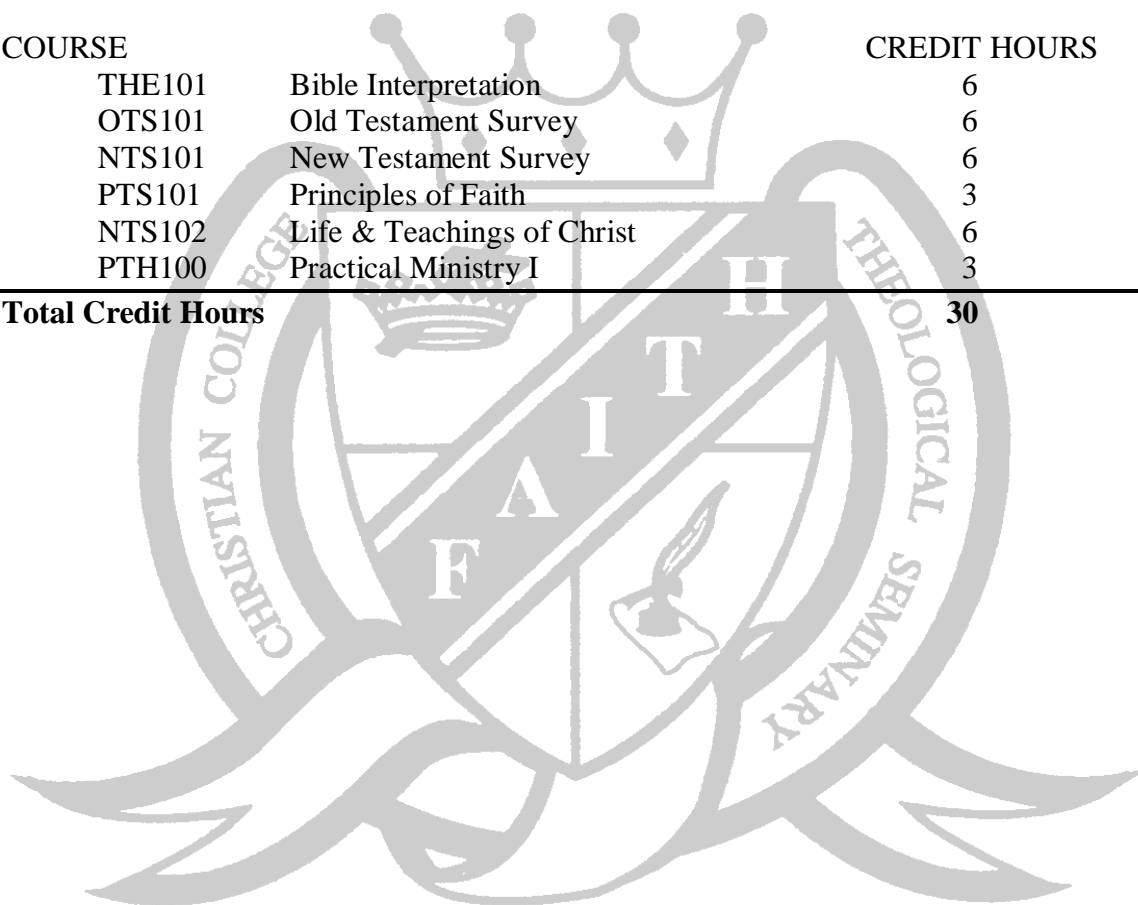 COURSE CREDIT HOURS
THE101 Bible Interpretation 6
OTS101 Old Testament Survey 6
NTS101 New Testament Survey 6
PTS101 Principles of Faith 3
NTS102 Life & Teachings of Christ 6
PTH100 Practical Ministry I 3
Total Credit Hours 30
CHRISTIAN COLLEGE
THEOLOGICAL SEMINARY
FAITH